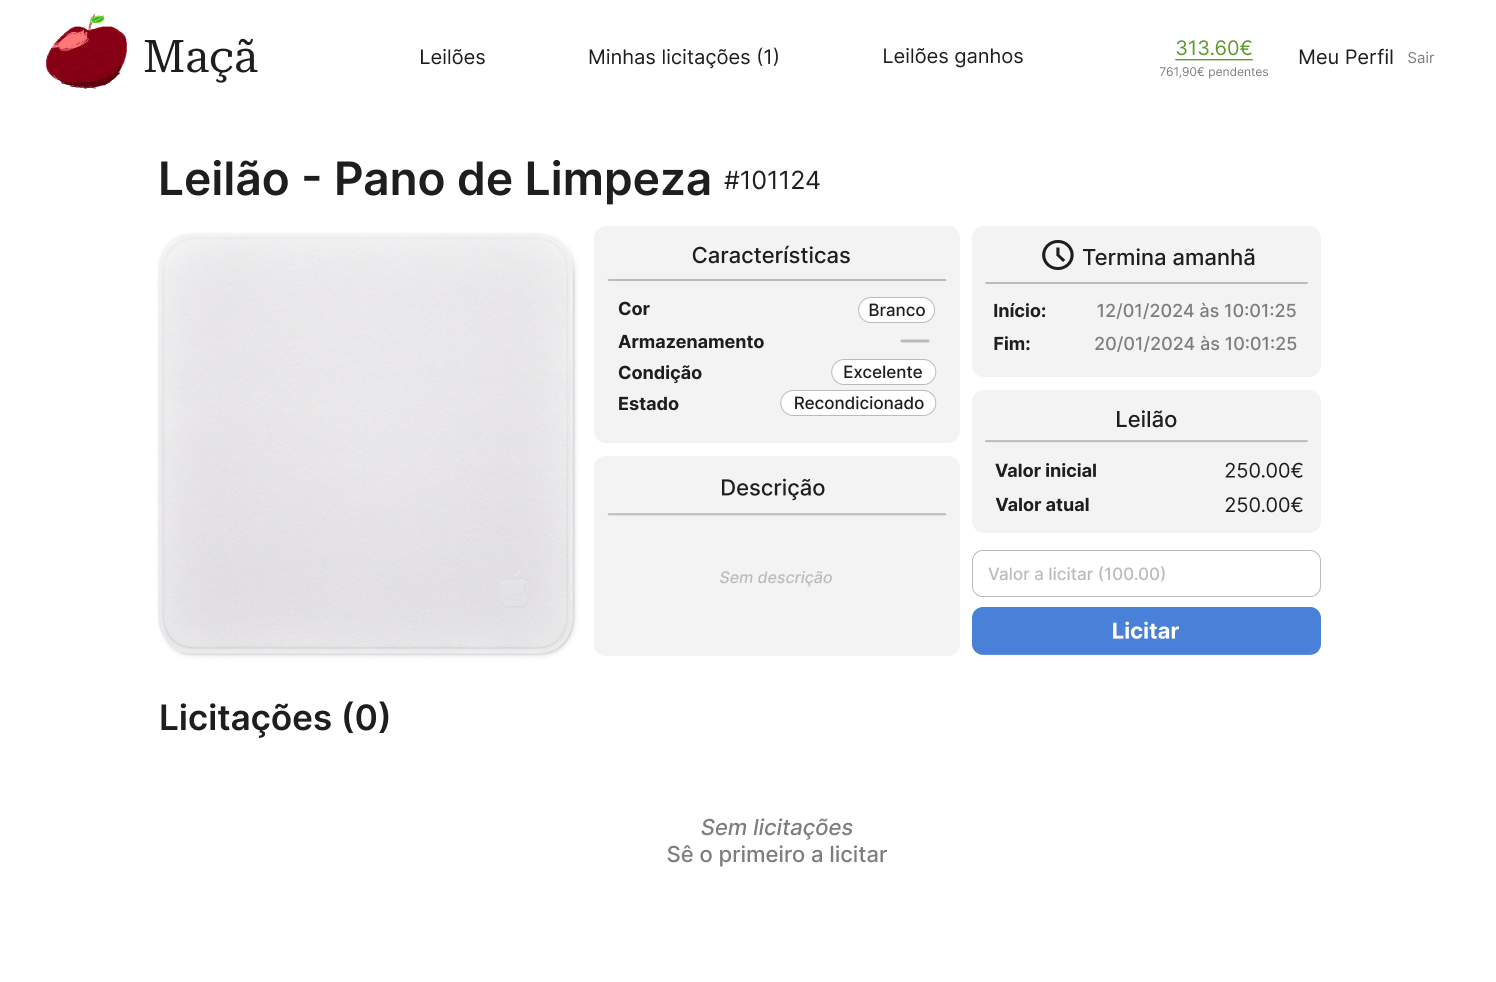 Maçã
Leilões
Minhas licitações (1)
Leilões ganhos
313.60€
761,90€ pendentes
Meu Perfil
Sair
Leilão - Pano de Limpeza #101124
Características
Cor Branco
Armazenamento
Condição Excelente
Estado Recondicionado
Descrição
Sem descrição
Termina amanhã
Início: 12/01/2024 às 10:01:25
Fim: 20/01/2024 às 10:01:25
Leilão
Valor inicial 250.00€
Valor atual 250.00€
Valor a licitar (100.00)
Licitar
Licitações (0)
Sem licitações
Sê o primeiro a licitar